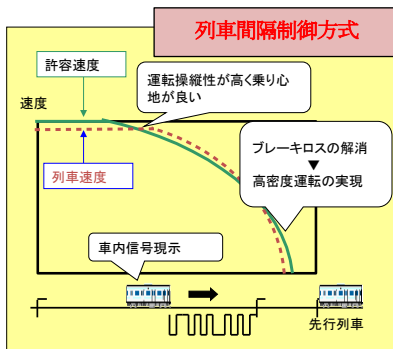 列車間隔制御方式
許容速度
運転操縦性が高く乗り心
地が良い
速度
ブレーキロスの解消
▼
高密度運転の実現
列車速度
車内信号現示
先行列車